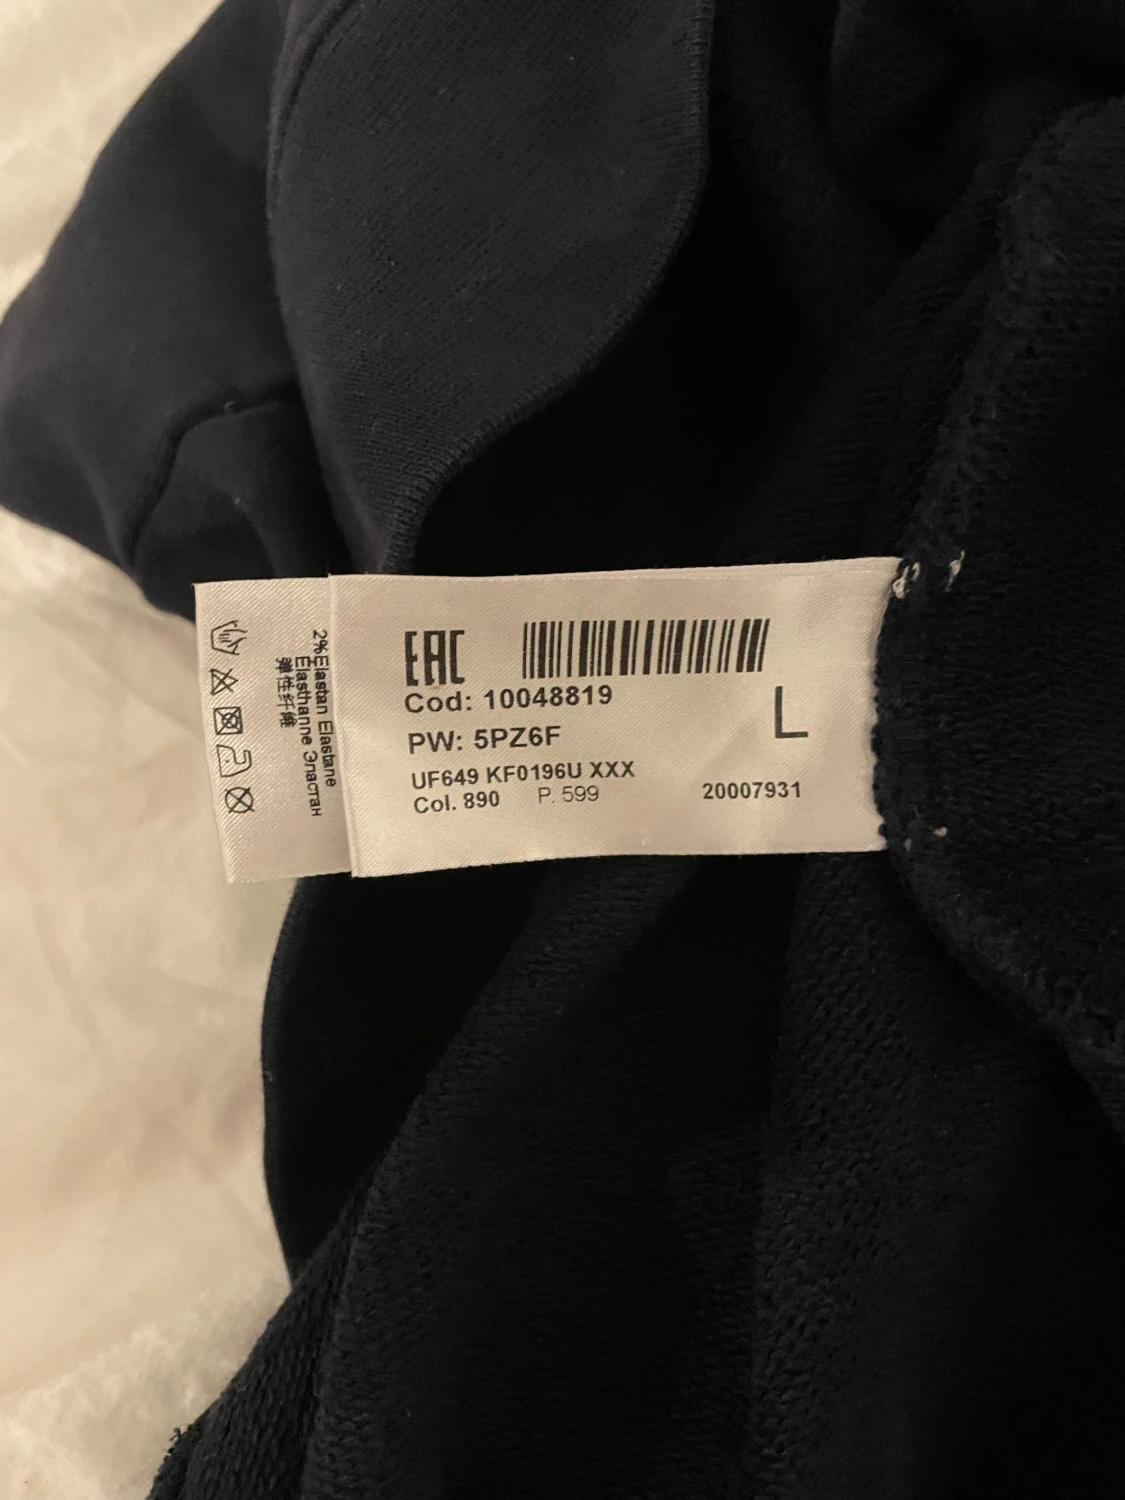 EAC
Cod: 10048819
L
PW: 5PZ6F
UF649 KF0196U XXX
Col. 890 P. 599 20007931
2%Elastan Elastane
Elasthanne Эластан
弹性纤维